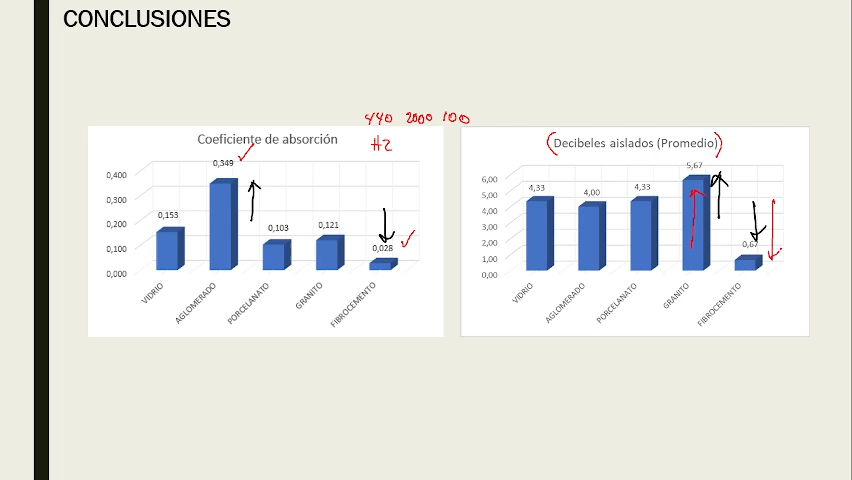 CONCLUSIONES
440 2000 100
HZ
Coeficiente de absorción
0,400
0,300
0,200
0,100
0,000
0,153
0,349
0,103
0,121
0,028
VIDRIO
AGLOMERADO
PORCELANATO
GRANITO
FIBROCEMENTO
(Decibeles aislados (Promedio))
6,00
5,00
4,00
3,00
2,00
1,00
0,00
4,33
4,00
4,33
5,67
0,67
VIDRIO
AGLOMERADO
PORCELANATO
GRANITO
FIBROCEMENTO